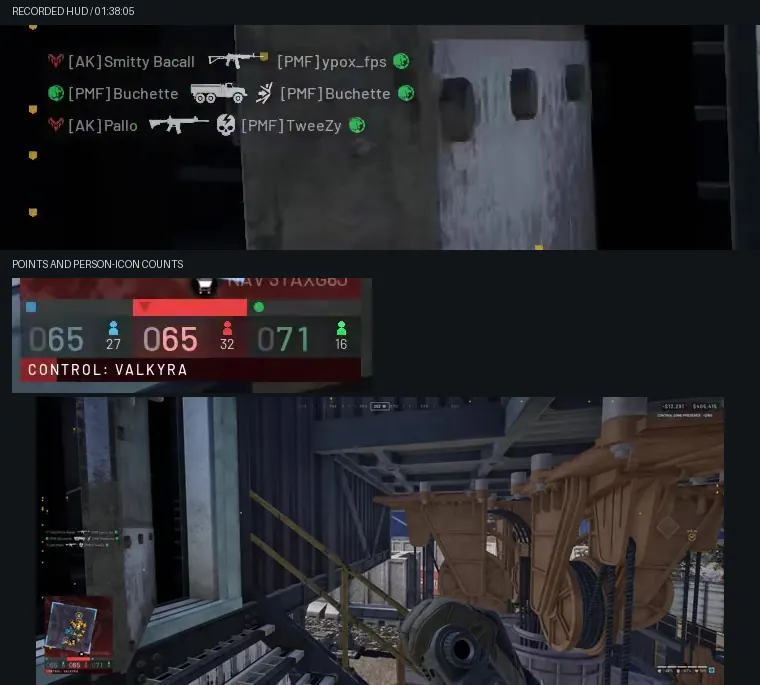 RECORDED HUD / 01:38:05
[AK]Smitty Bacall [PMF]ypox_fps
[PMF]Buchette [PMF]Buchette
[AK]Pallo [PMF]TweeZy
POINTS AND PERSON-ICON COUNTS
065 27 065 32 071 16
CONTROL: VALKYRA